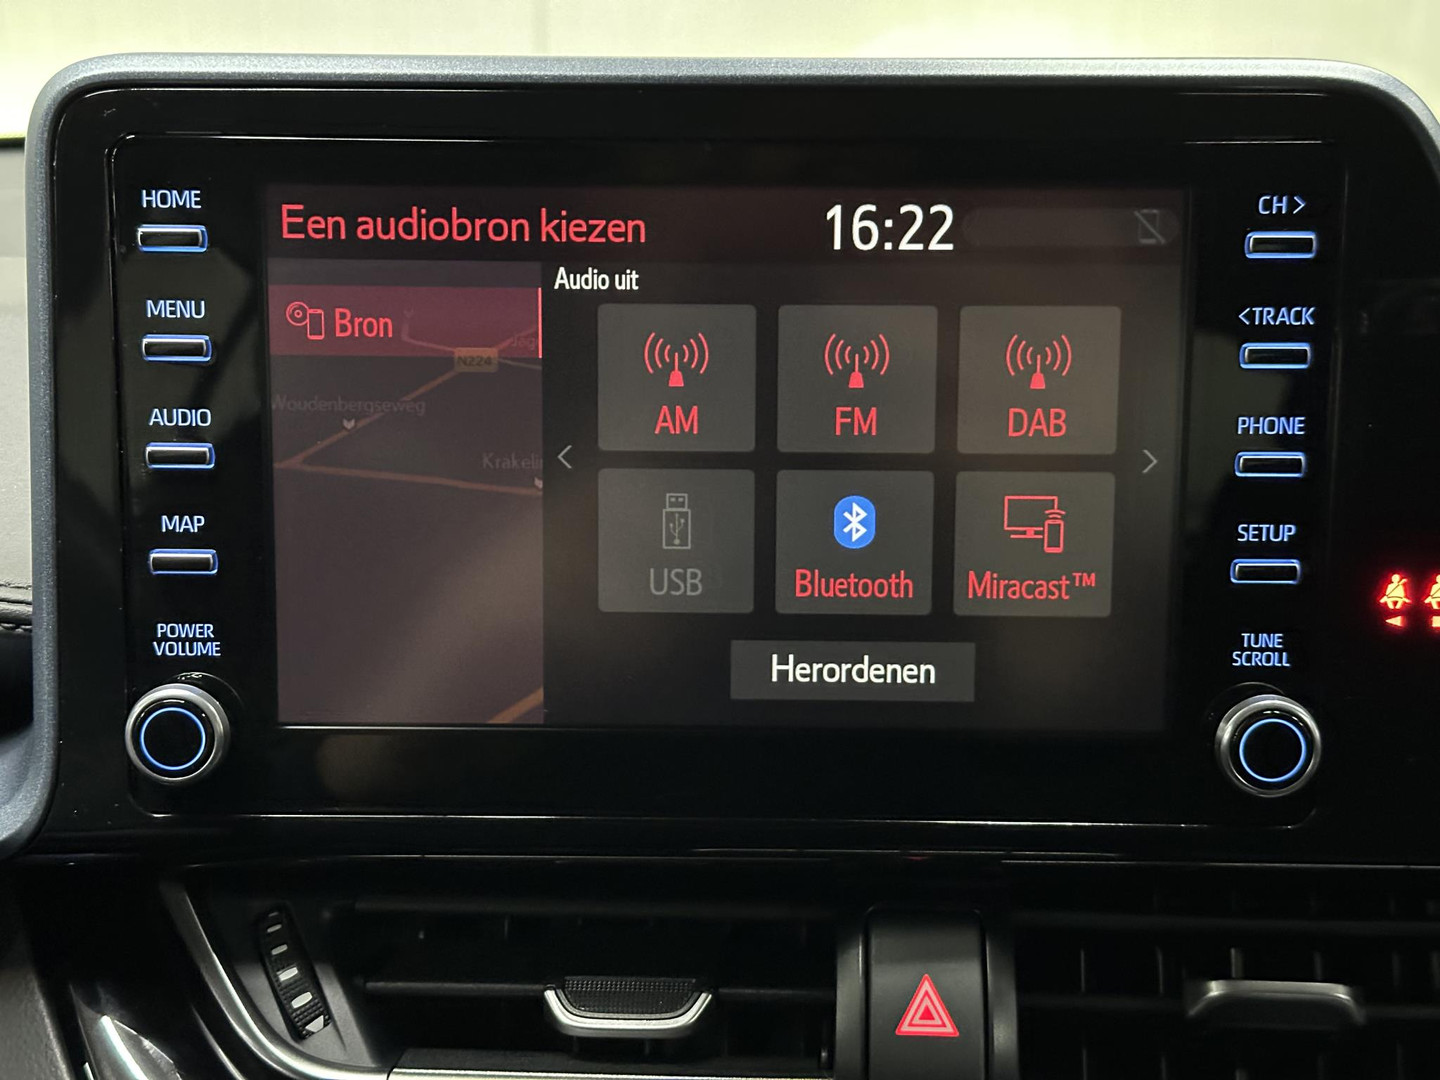 HOME
MENU
AUDIO
MAP
POWER
VOLUME
Een audiobron kiezen
16:22
Bron
N224
Woudenbergseweg
Audio uit
AM
FM
DAB
USB
Bluetooth
Miracast™
Herordenen
CH >
<TRACK
PHONE
SETUP
TUNE
SCROLL